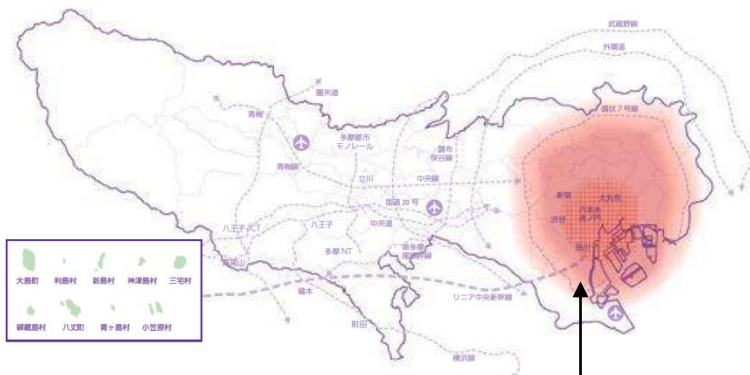 武蔵野線
外環道
圏央道
環状7号線
青梅
多摩都市
モノレール
調布
保谷線
青梅線
立川
中央線
新宿
大丸有
国道20号
六本木
虎ノ門
渋谷
八王子JCT
八王子
中央道
品川
多摩NT
南多摩
尾根幹線
高尾山
橋本
リニア中央新幹線
町田
横浜線
大島町
利島村
新島村
神津島村
三宅村
御蔵島村
八丈町
青ヶ島村
小笠原村